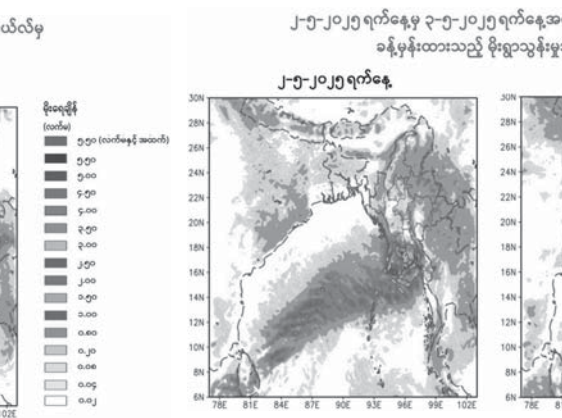 ယ်လ်မှ
၂-၅-၂၀၂၅ ရက်နေ့မှ ၃-၅-၂၀၂၅ ရက်နေ့အ
ခန့်မှန်းထားသည့် မိုးရွာသွန်းမှု
၂-၅-၂၀၂၅ ရက်နေ့
မိုးရေချိန်
(လက်မ)
၅.၅၀ (လက်မနှင့် အထက်)
၅.၅၀
၅.၀၀
၄.၅၀
၄.၀၀
၃.၅၀
၃.၀၀
၂.၅၀
၂.၀၀
၁.၅၀
၁.၀၀
၀.၈၀
၀.၂၀
၀.၀၈
၀.၀၄
၀.၀၂
102E
30N
28N
26N
24N
22N
20N
18N
16N
14N
12N
10N
8N
6N
78E 81E 84E 87E 90E 93E 96E 99E 102E
30N
28N
26N
24N
22N
20N
18N
16N
14N
12N
10N
8N
6N
78E 8